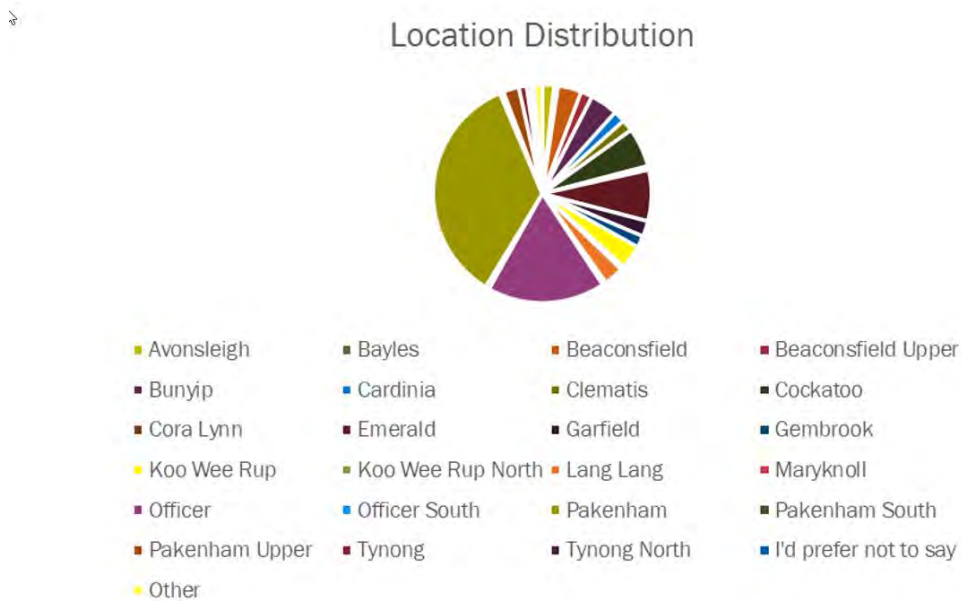 Location Distribution
Avonsleigh Bayles Beaconsfield Beaconsfield Upper
Bunyip Cardinia Clematis Cockatoo
Cora Lynn Emerald Garfield Gembrook
Koo Wee Rup Koo Wee Rup North Lang Lang Maryknoll
Officer Officer South Pakenham Pakenham South
Pakenham Upper Tynong Tynong North I'd prefer not to say
Other